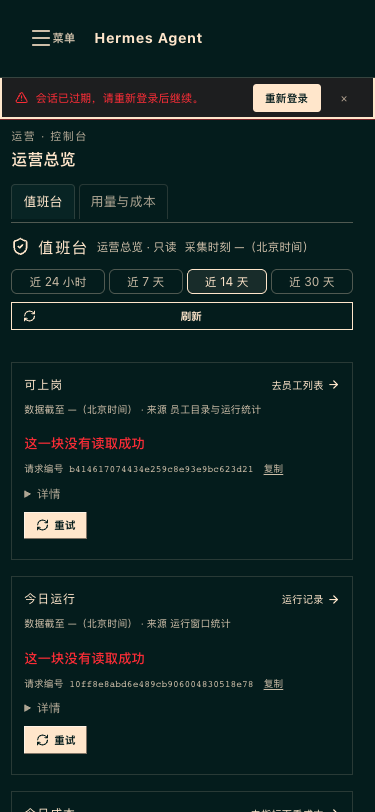 菜单 Hermes Agent
会话已过期，请重新登录后继续。 重新登录 ×
运营 · 控制台
运营总览
值班台 用量与成本
值班台 运营总览 · 只读 采集时刻 —（北京时间）
近 24 小时 近 7 天 近 14 天 近 30 天
刷新
可上岗 去员工列表 →
数据截至 —（北京时间） · 来源 员工目录与运行统计
这一块没有读取成功
请求编号 b414617074434e259c8e93e9bc623d21 复制
▶ 详情
重试
今日运行 运行记录 →
数据截至 —（北京时间） · 来源 运行窗口统计
这一块没有读取成功
请求编号 10ff8e8abd6e489cb906004830518e78 复制
▶ 详情
重试